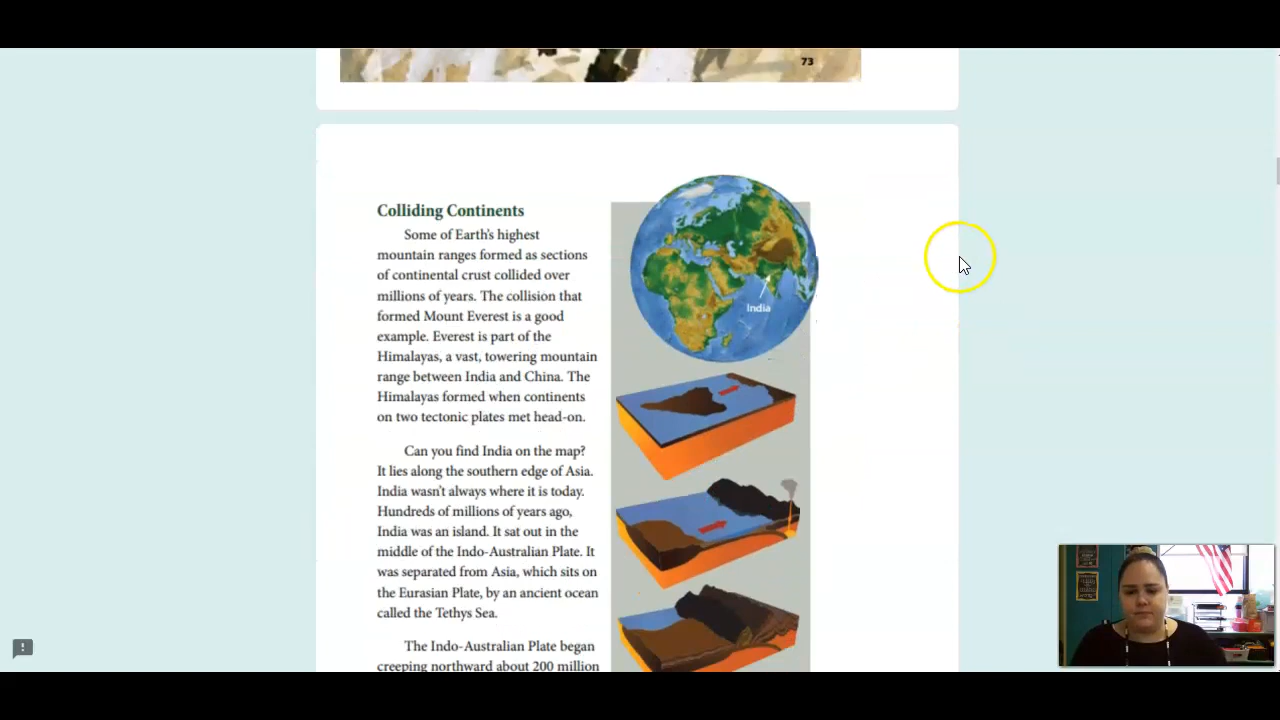 73
Colliding Continents
Some of Earth's highest
mountain ranges formed as sections
of continental crust collided over
millions of years. The collision that
formed Mount Everest is a good
example. Everest is part of the
Himalayas, a vast, towering mountain
range between India and China. The
Himalayas formed when continents
on two tectonic plates met head-on.
Can you find India on the map?
It lies along the southern edge of Asia.
India wasn't always where it is today.
Hundreds of millions of years ago,
India was an island. It sat out in the
middle of the Indo-Australian Plate. It
was separated from Asia, which sits on
the Eurasian Plate, by an ancient ocean
called the Tethys Sea.
The Indo-Australian Plate began
creeping northward about 200 million
India